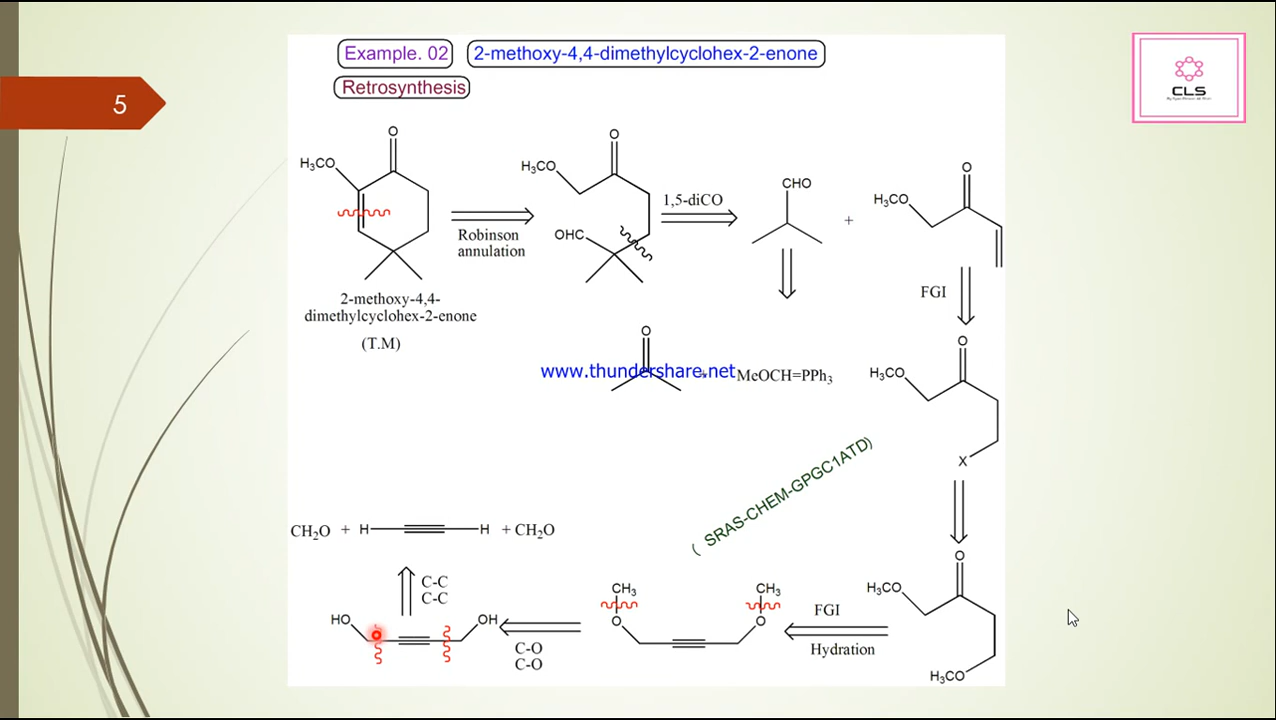 Example. 02
2-methoxy-4,4-dimethylcyclohex-2-enone
Retrosynthesis
5
CLS
O
H₃CO
2-methoxy-4,4-
dimethylcyclohex-2-enone
(T.M)
Robinson
annulation
O
H₃CO
OHC
1,5-diCO
CHO
+
O
H₃CO
FGI
O
www.thundershare.net
+
MeOCH=PPh₃
O
H₃CO
X
( SRAS-CHEM-GPGC1ATD)
O
H₃CO
H₃CO
FGI
Hydration
CH₃
CH₃
O
O
C-O
C-O
HO
OH
C-C
C-C
CH₂O + H H + CH₂O